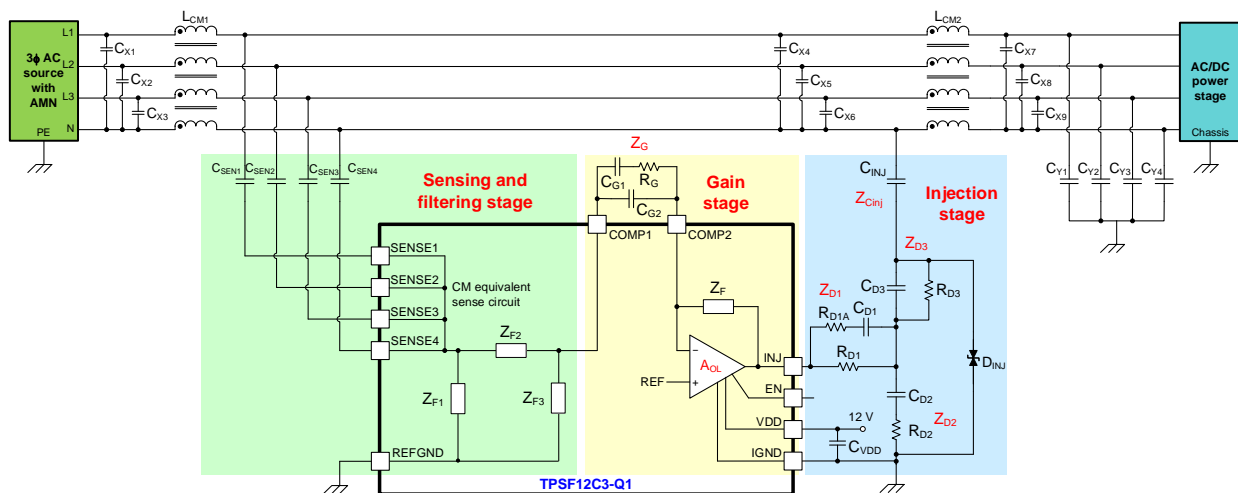 L1
L2
L3
N
PE
3ϕ AC
source
with
AMN
CX1
CX2
CX3
LCM1
CX4
CX5
CX6
LCM2
CX7
CX8
CX9
AC/DC
power
stage
Chassis
CSEN1
CSEN2
CSEN3
CSEN4
Sensing and
filtering stage
ZG
CG1
RG
CG2
Gain
stage
CINJ
ZCinj
Injection
stage
CY1
CY2
CY3
CY4
COMP1
COMP2
SENSE1
SENSE2
SENSE3
SENSE4
CM equivalent
sense circuit
ZF1
ZF2
ZF3
REFGND
ZF
AOL
−
+
REF
INJ
EN
VDD
IGND
ZD3
CD3
RD3
ZD1
RD1A
CD1
RD1
DINJ
CD2
RD2
ZD2
12 V
CVDD
TPSF12C3-Q1